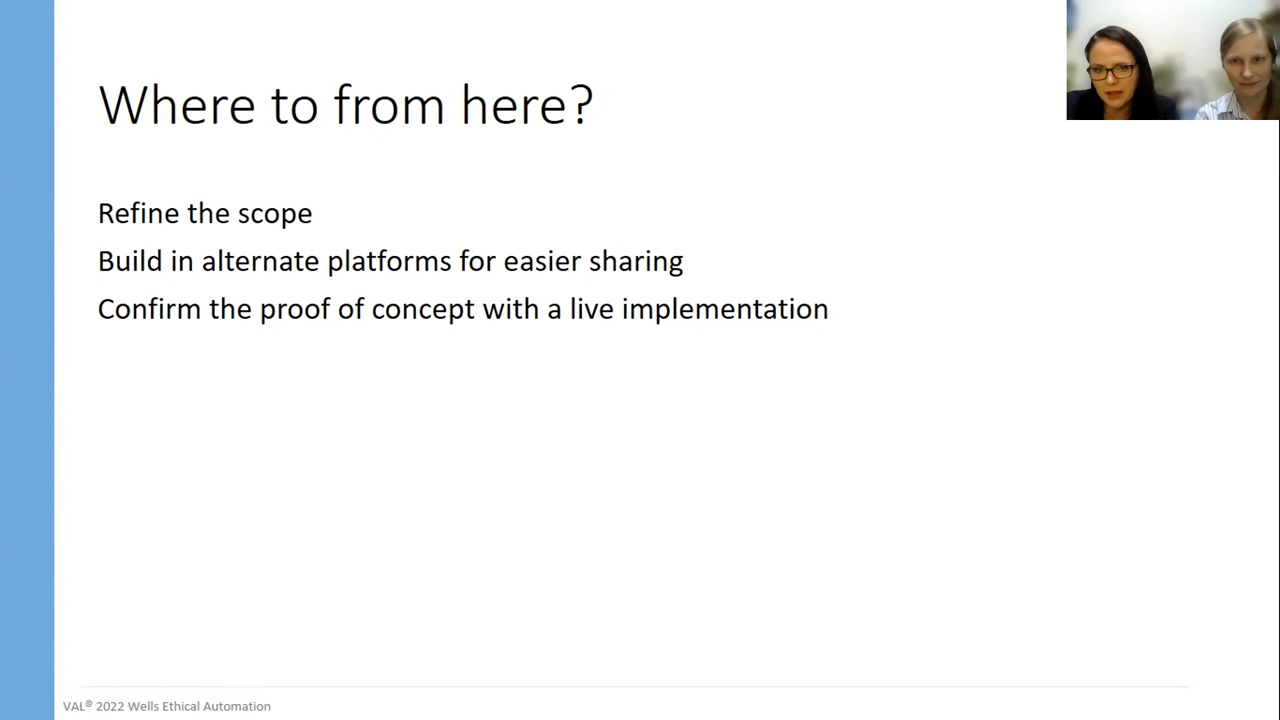 Where to from here?
Refine the scope
Build in alternate platforms for easier sharing
Confirm the proof of concept with a live implementation
VAL© 2022 Wells Ethical Automation